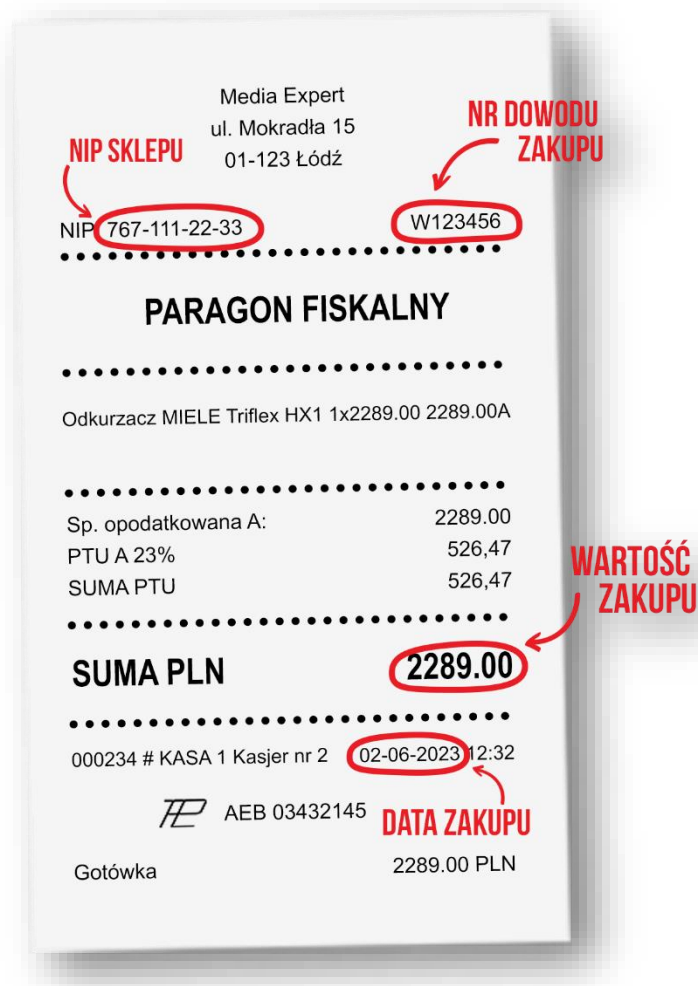 Media Expert
ul. Mokradła 15
01-123 Łódź
NIP SKLEPU
NR DOWODU
ZAKUPU
NIP 767-111-22-33 W123456
PARAGON FISKALNY
Odkurzacz MIELE Triflex HX1 1x2289.00 2289.00A
Sp. opodatkowana A: 2289.00
PTU A 23% 526,47
SUMA PTU 526,47
WARTOŚĆ
ZAKUPU
SUMA PLN 2289.00
000234 # KASA 1 Kasjer nr 2 02-06-2023 12:32
AEB 03432145
DATA ZAKUPU
Gotówka 2289.00 PLN